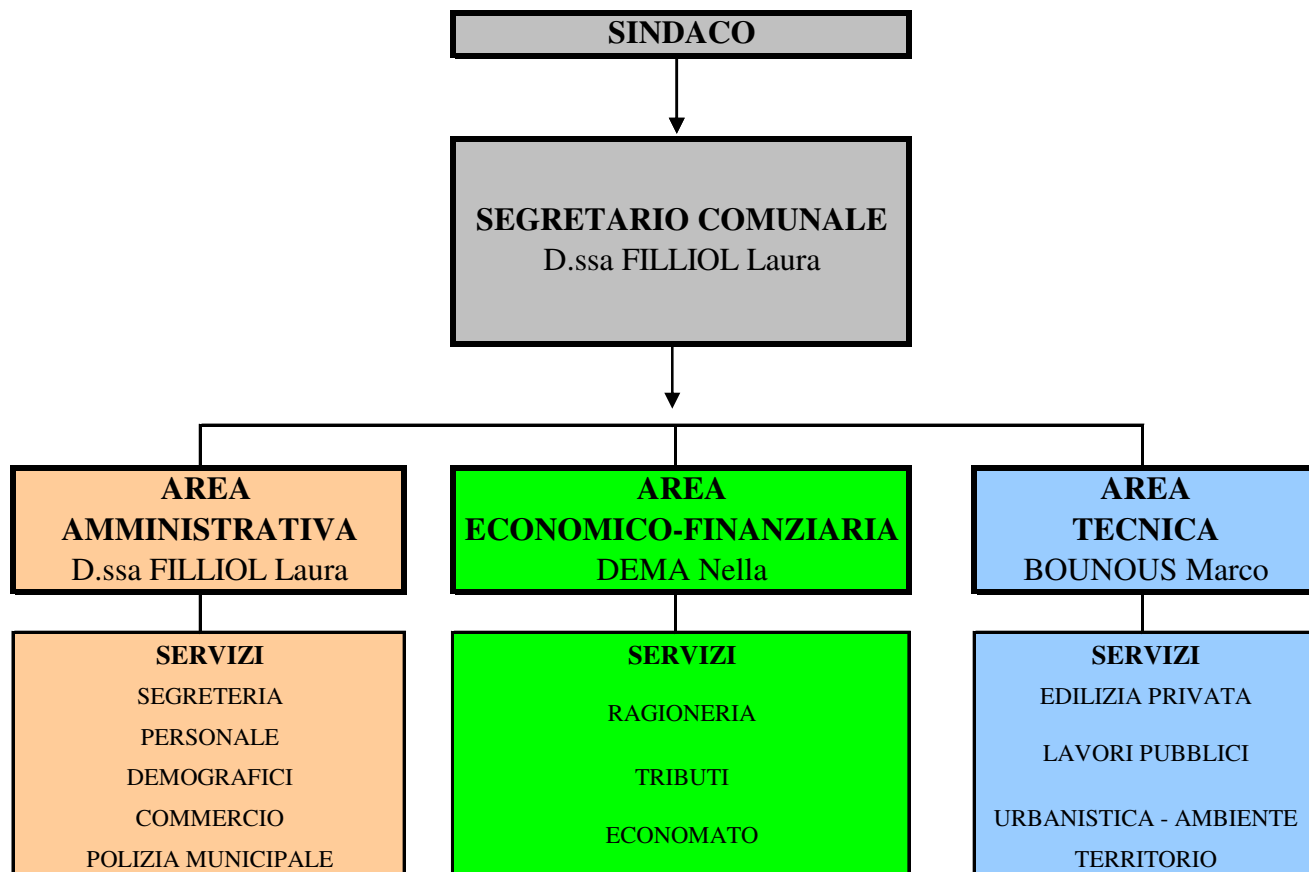 SINDACO
SEGRETARIO COMUNALE
D.ssa FILLIOL Laura
AREA
AMMINISTRATIVA
D.ssa FILLIOL Laura
AREA
ECONOMICO-FINANZIARIA
DEMA Nella
AREA
TECNICA
BOUNOUS Marco
SERVIZI
SEGRETERIA
PERSONALE
DEMOGRAFICI
COMMERCIO
POLIZIA MUNICIPALE
SERVIZI
RAGIONERIA
TRIBUTI
ECONOMATO
SERVIZI
EDILIZIA PRIVATA
LAVORI PUBBLICI
URBANISTICA - AMBIENTE
TERRITORIO